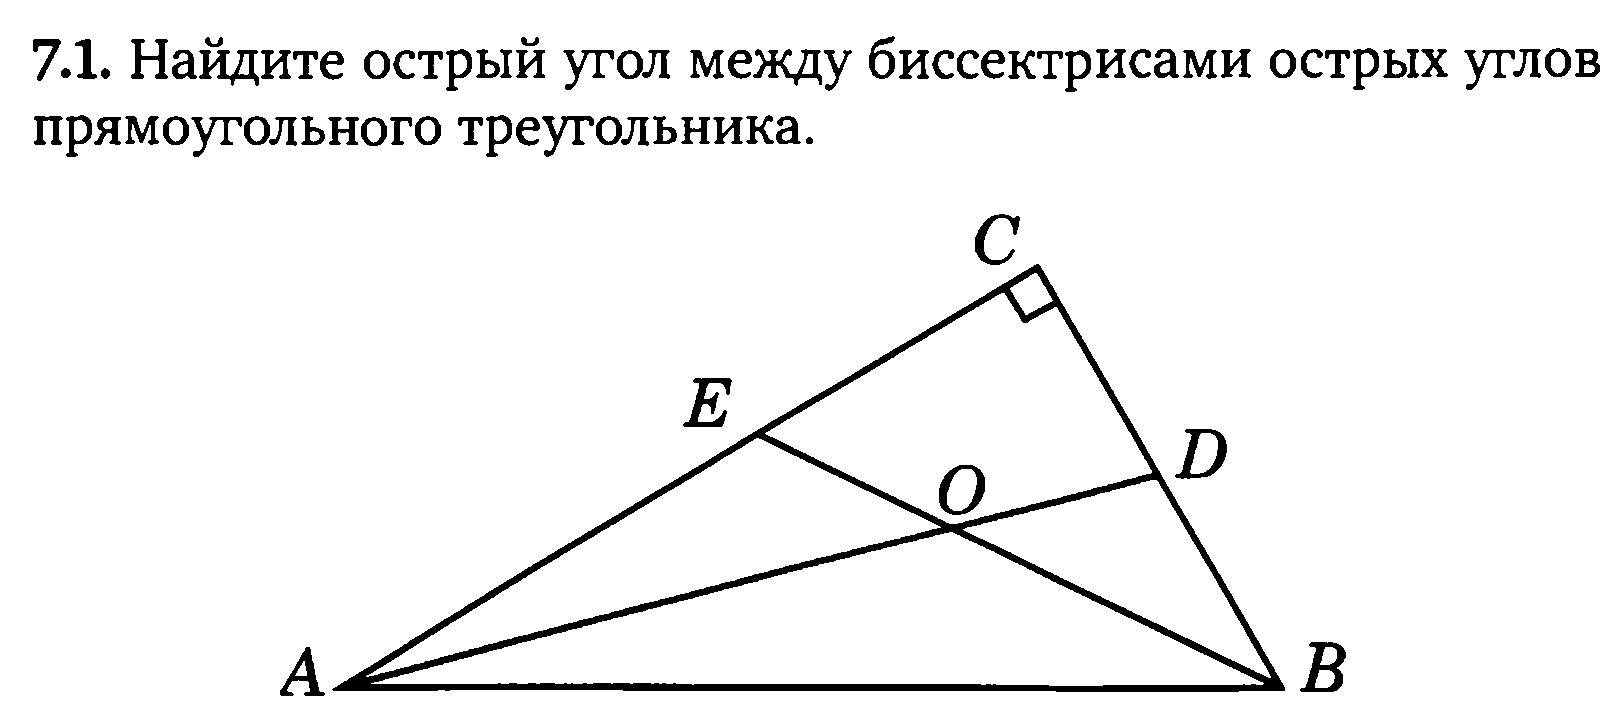 7.1. Найдите острый угол между биссектрисами острых углов
прямоугольного треугольника.
C
E
D
O
A
B